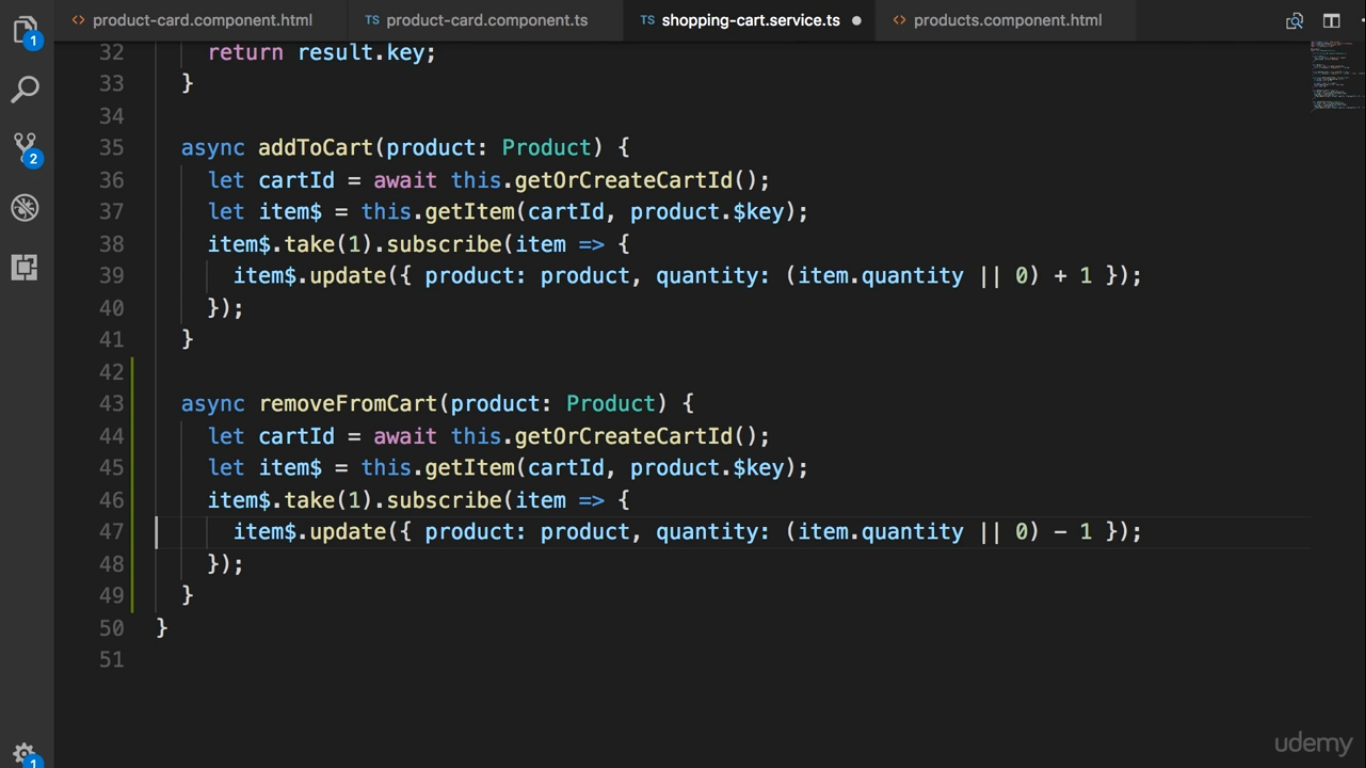 <> product-card.component.html TS product-card.component.ts TS shopping-cart.service.ts ● <> products.component.html
1
2
1
32 return result.key;
33 }
34
35 async addToCart(product: Product) {
36 let cartId = await this.getOrCreateCartId();
37 let item$ = this.getItem(cartId, product.$key);
38 item$.take(1).subscribe(item => {
39 item$.update({ product: product, quantity: (item.quantity || 0) + 1 });
40 });
41 }
42
43 async removeFromCart(product: Product) {
44 let cartId = await this.getOrCreateCartId();
45 let item$ = this.getItem(cartId, product.$key);
46 item$.take(1).subscribe(item => {
47 item$.update({ product: product, quantity: (item.quantity || 0) - 1 });
48 });
49 }
50 }
51
udemy